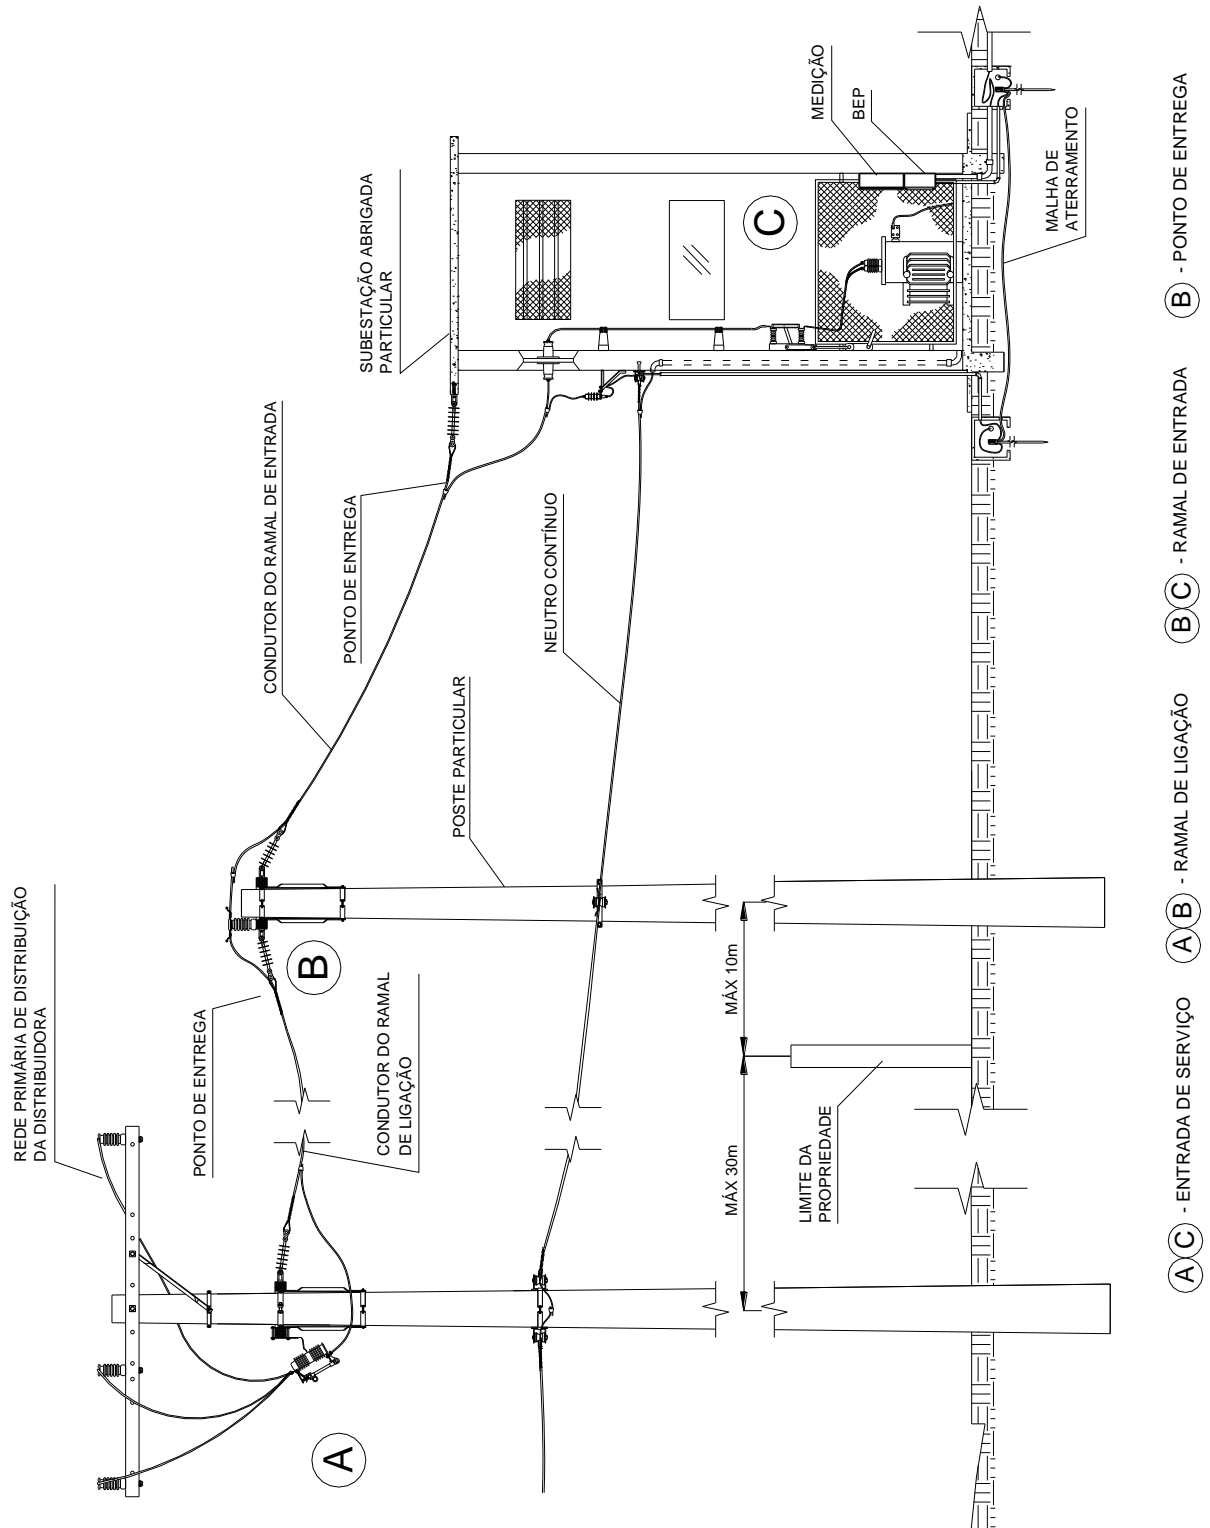 REDE PRIMÁRIA DE DISTRIBUIÇÃO
DA DISTRIBUIDORA
PONTO DE ENTREGA
CONDUTOR DO RAMAL
DE LIGAÇÃO
CONDUTOR DO RAMAL DE ENTRADA
PONTO DE ENTREGA
SUBESTAÇÃO ABRIGADA
PARTICULAR
POSTE PARTICULAR
NEUTRO CONTÍNUO
MEDIÇÃO
BEP
MALHA DE
ATERRAMENTO
LIMITE DA
PROPRIEDADE
MÁX 30m
MÁX 10m
A
B
C
A C - ENTRADA DE SERVIÇO
A B - RAMAL DE LIGAÇÃO
B C - RAMAL DE ENTRADA
B - PONTO DE ENTREGA